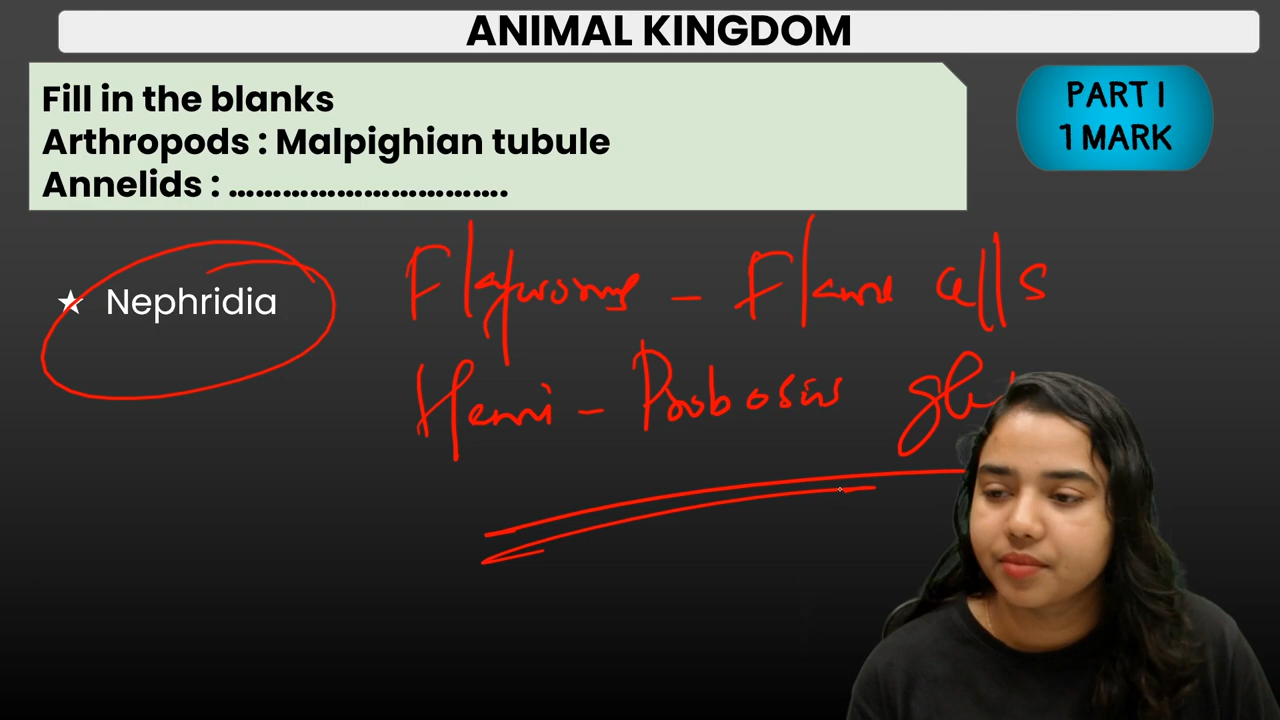 ANIMAL KINGDOM
Fill in the blanks
Arthropods : Malpighian tubule
Annelids : …………………………….
PART I
1 MARK
★ Nephridia
Flatworms – Flame cells
Hemi – Proboscis